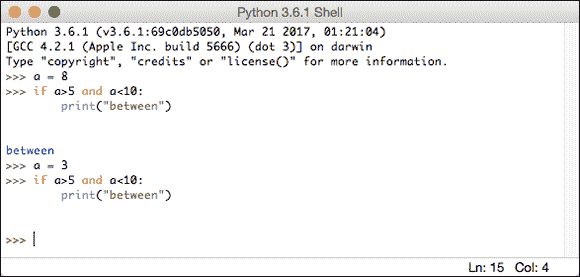 Python 3.6.1 Shell
Python 3.6.1 (v3.6.1:69c0db5050, Mar 21 2017, 01:21:04)
[GCC 4.2.1 (Apple Inc. build 5666) (dot 3)] on darwin
Type "copyright", "credits" or "license()" for more information.
>>> a = 8
>>> if a>5 and a<10:
        print("between")
between
>>> a = 3
>>> if a>5 and a<10:
        print("between")
>>>
Ln: 15 Col: 4